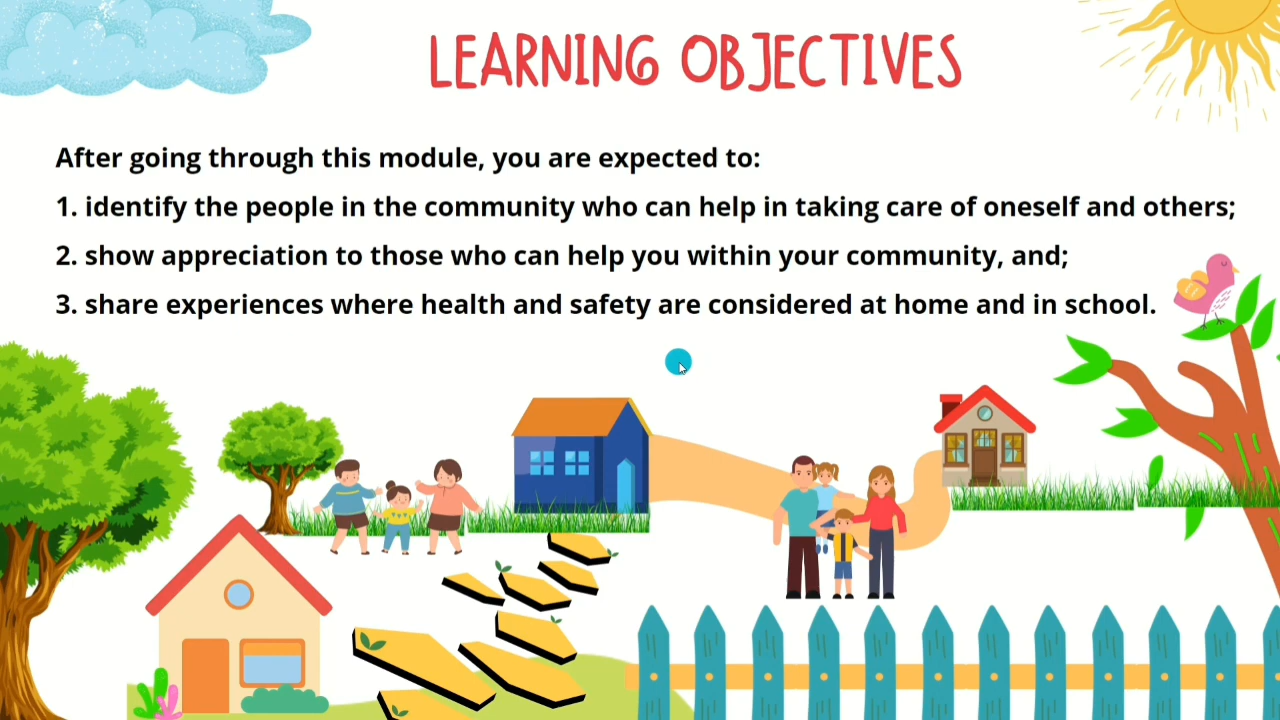 LEARNING OBJECTIVES
After going through this module, you are expected to:
1. identify the people in the community who can help in taking care of oneself and others;
2. show appreciation to those who can help you within your community, and;
3. share experiences where health and safety are considered at home and in school.